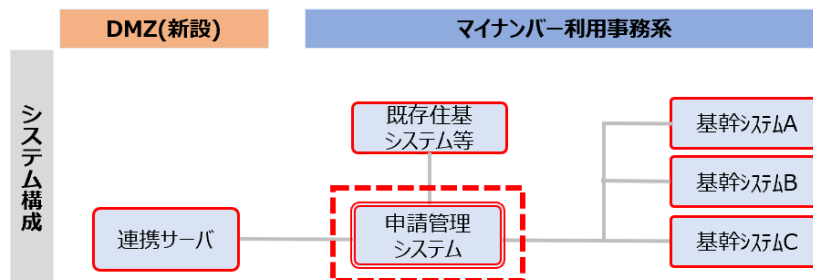 DMZ(新設)
マイナンバー利用事務系
システム構成
既存住基
システム等
基幹システムA
基幹システムB
連携サーバ
申請管理
システム
基幹システムC